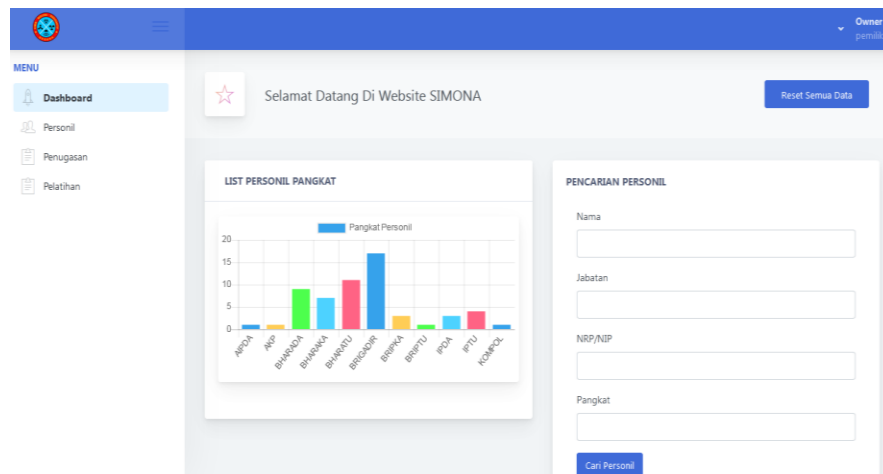 Owner
pemilik
MENU
Dashboard
Personil
Penugasan
Pelatihan
Selamat Datang Di Website SIMONA
Reset Semua Data
LIST PERSONIL PANGKAT
Pangkat Personil
20
15
10
5
0
AIPDA
AKP
BHARADA
BHARAKA
BHARATU
BRIGADIR
BRIPKA
BRIPTU
IPDA
IPTU
KOMPOL
PENCARIAN PERSONIL
Nama
Jabatan
NRP/NIP
Pangkat
Cari Personil